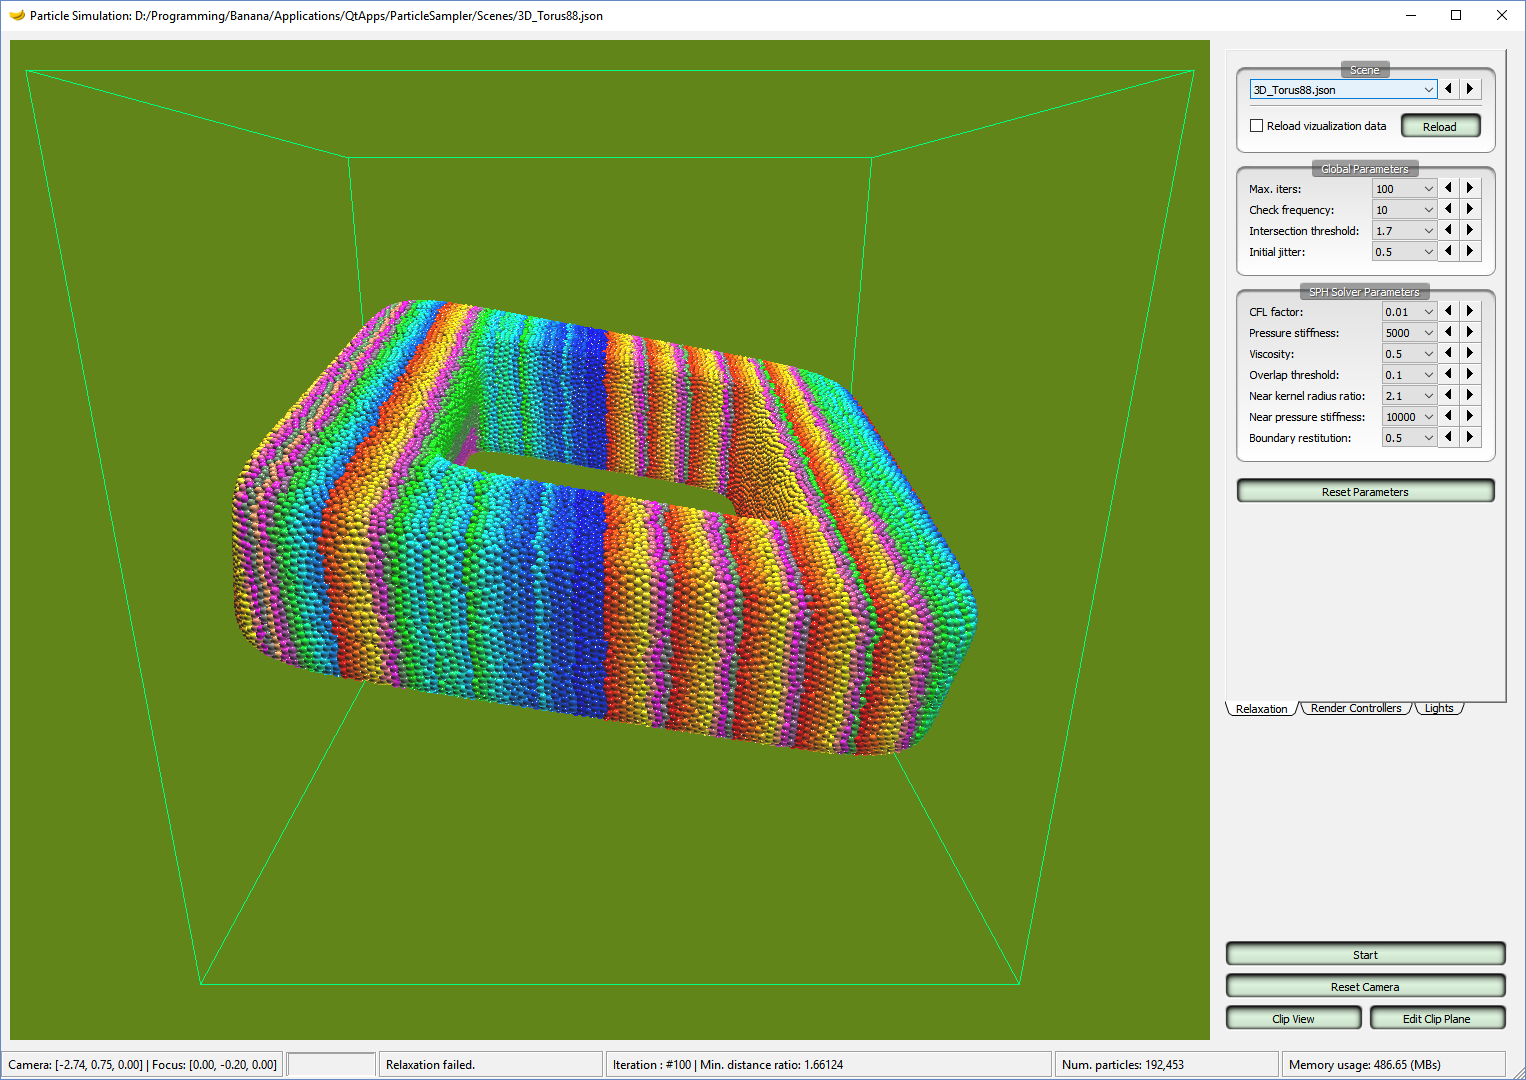 Particle Simulation: D:/Programming/Banana/Applications/QtApps/ParticleSampler/Scenes/3D_Torus88.json
Scene
3D_Torus88.json
Reload vizualization data
Reload
Global Parameters
Max. iters: 100
Check frequency: 10
Intersection threshold: 1.7
Initial jitter: 0.5
SPH Solver Parameters
CFL factor: 0.01
Pressure stiffness: 5000
Viscosity: 0.5
Overlap threshold: 0.1
Near kernel radius ratio: 2.1
Near pressure stiffness: 10000
Boundary restitution: 0.5
Reset Parameters
Relaxation Render Controllers Lights
Start
Reset Camera
Clip View Edit Clip Plane
Camera: [-2.74, 0.75, 0.00] | Focus: [0.00, -0.20, 0.00] Relaxation failed. Iteration : #100 | Min. distance ratio: 1.66124 Num. particles: 192,453 Memory usage: 486.65 (MBs)